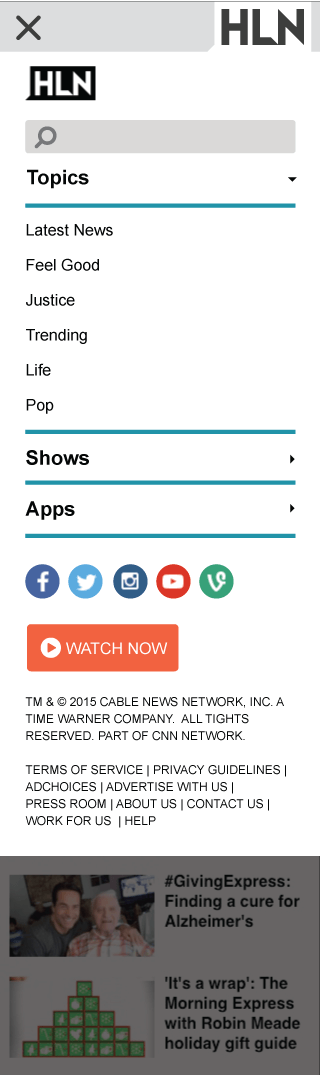 HLN
HLN
Topics
Latest News
Feel Good
Justice
Trending
Life
Pop
Shows
Apps
WATCH NOW
TM & © 2015 CABLE NEWS NETWORK, INC. A
TIME WARNER COMPANY. ALL TIGHTS
RESERVED. PART OF CNN NETWORK.
TERMS OF SERVICE | PRIVACY GUIDELINES |
ADCHOICES | ADVERTISE WITH US |
PRESS ROOM | ABOUT US | CONTACT US |
WORK FOR US | HELP
#GivingExpress:
Finding a cure for
Alzheimer's
'It's a wrap': The
Morning Express
with Robin Meade
holiday gift guide